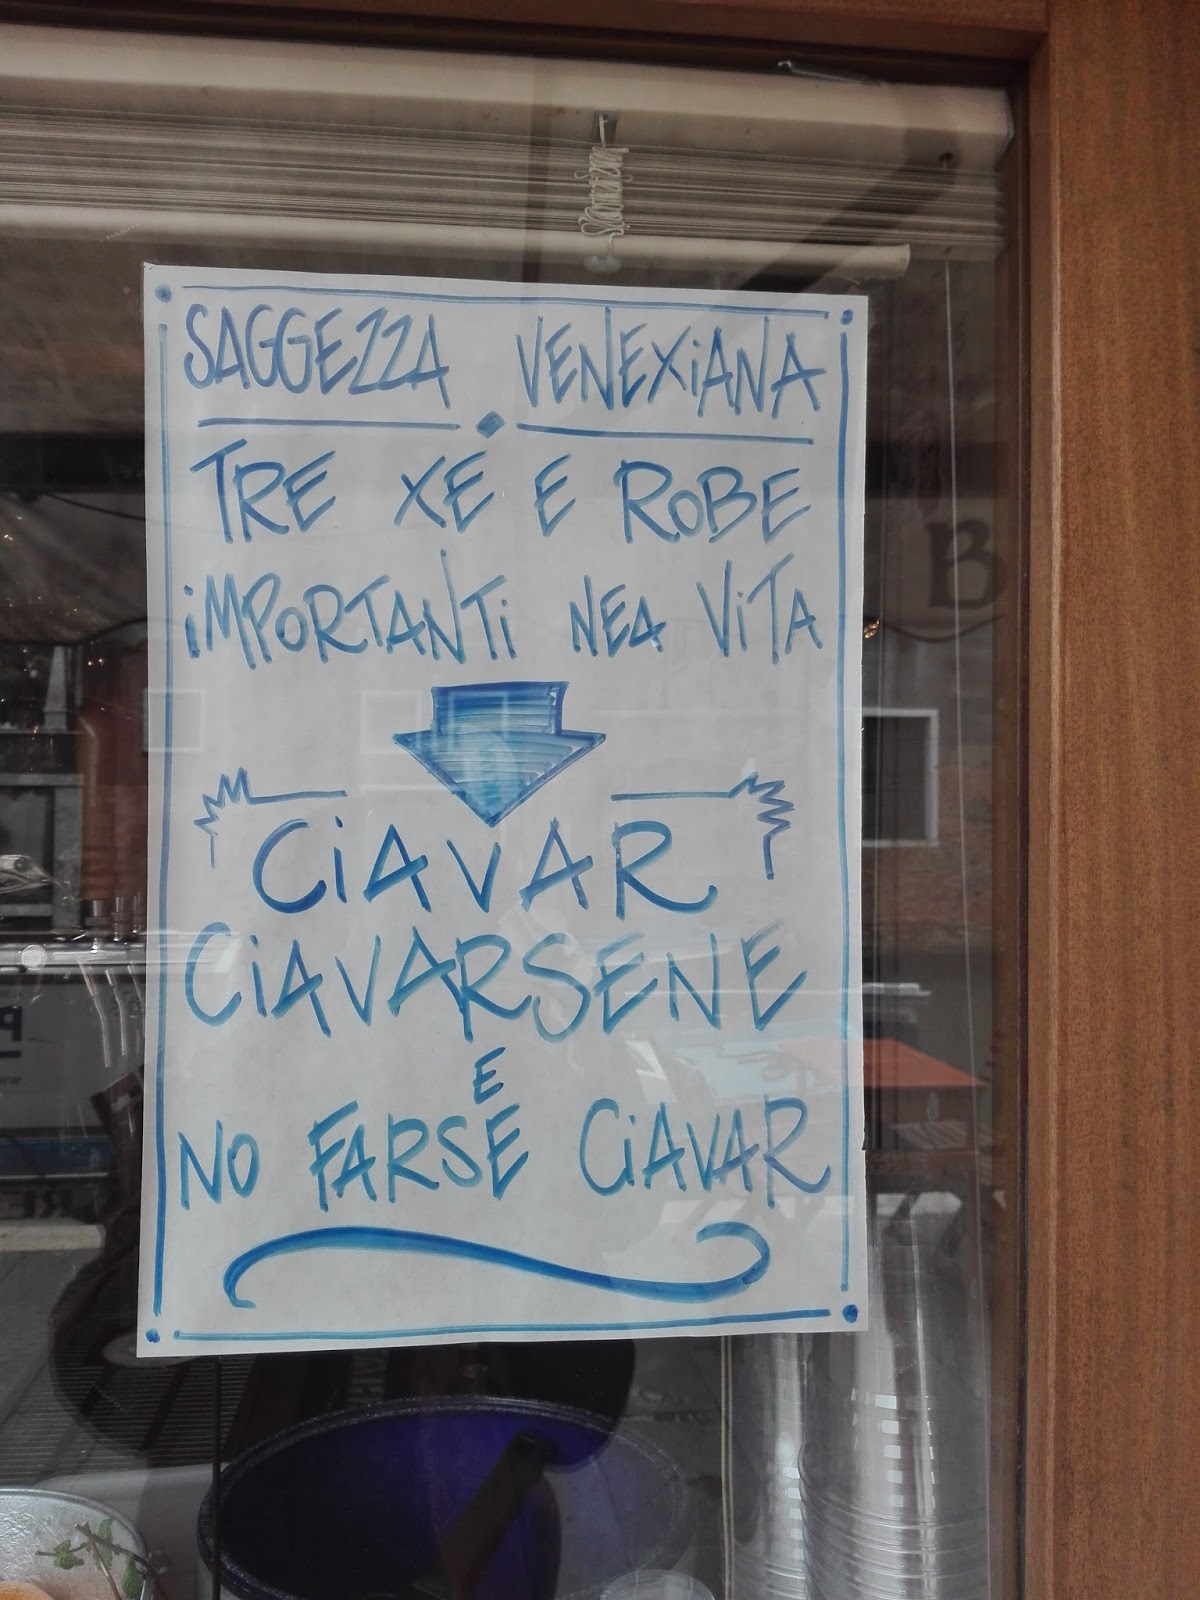 SAGGEZZA VENEXiANA
TRE XE E ROBE
iMPORTANTi NEA ViTA
CiAVAR
CiAVARSENE
E
NO FARSE CiAVAR
B